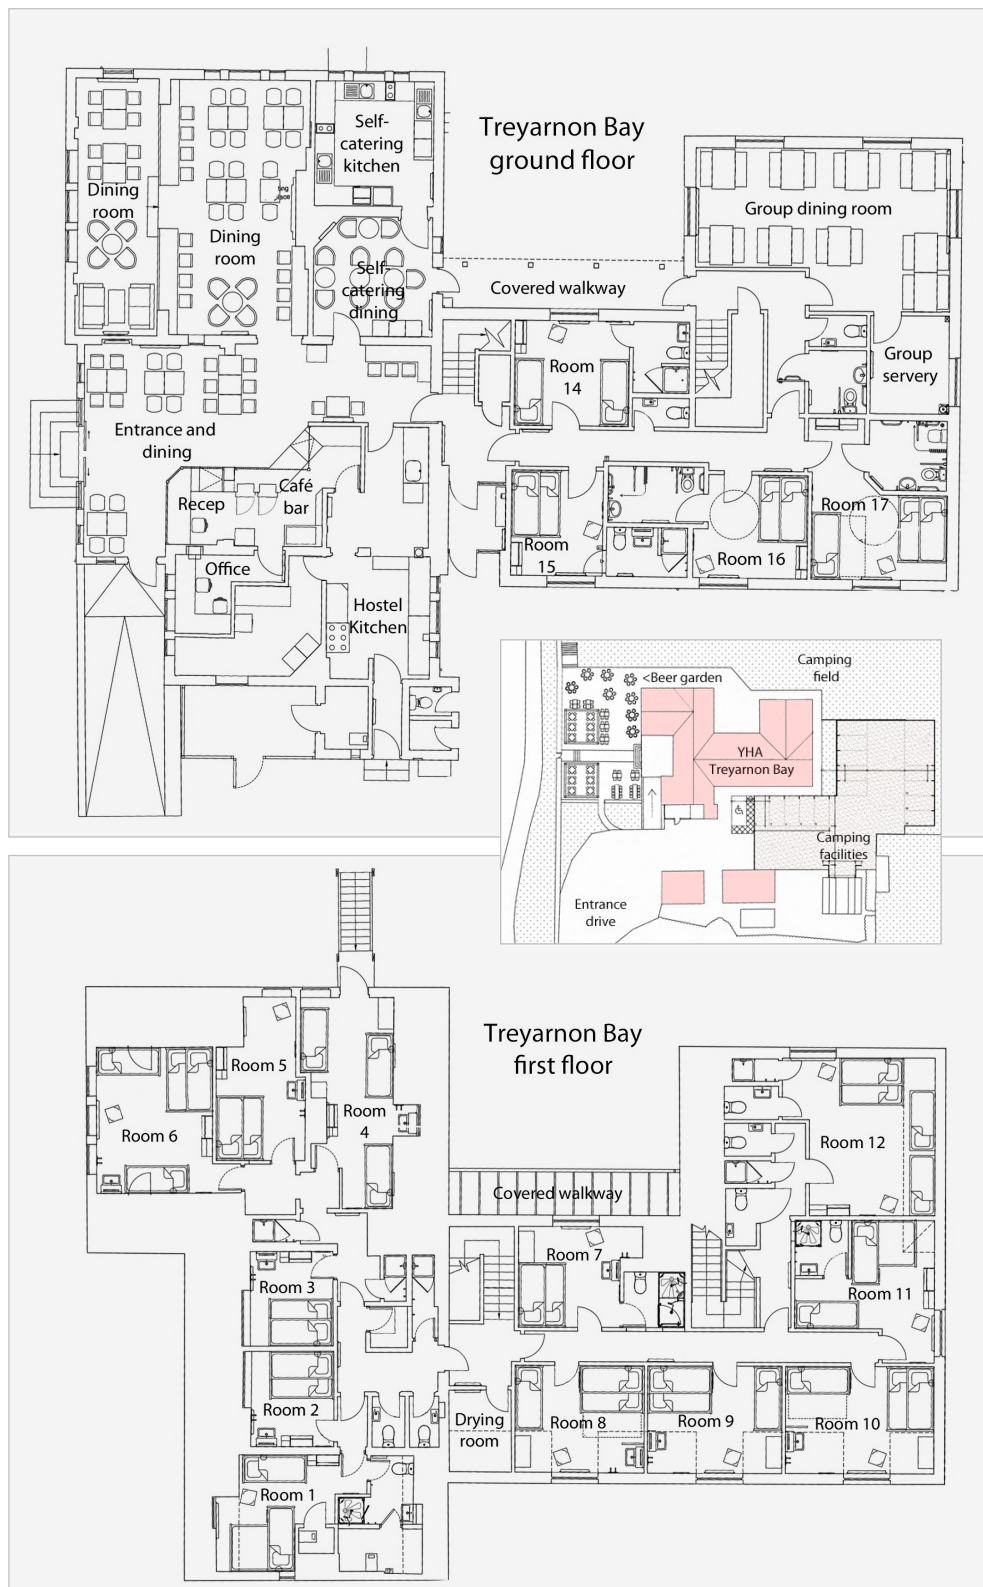 Treyarnon Bay
ground floor
Self-
catering
kitchen
Dining
room
Dining
room
Self-
catering
dining
Group dining room
Covered walkway
Room
14
Group
servery
Entrance and
dining
Recep
Café
bar
Room
15
Room 16
Room 17
Office
Hostel
Kitchen
<Beer garden
Camping
field
YHA
Treyarnon Bay
Camping
facilities
Entrance
drive
Treyarnon Bay
first floor
Room 5
Room
4
Room 6
Room 12
Covered walkway
Room 7
Room 3
Room 11
Room 2
Drying
room
Room 8
Room 9
Room 10
Room 1